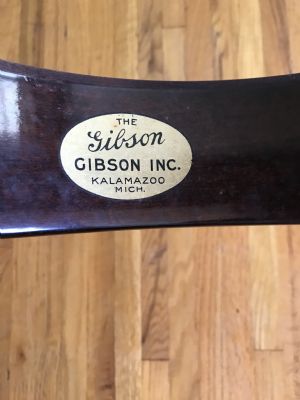 THE
Gibson
GIBSON INC.
KALAMAZOO
MICH.